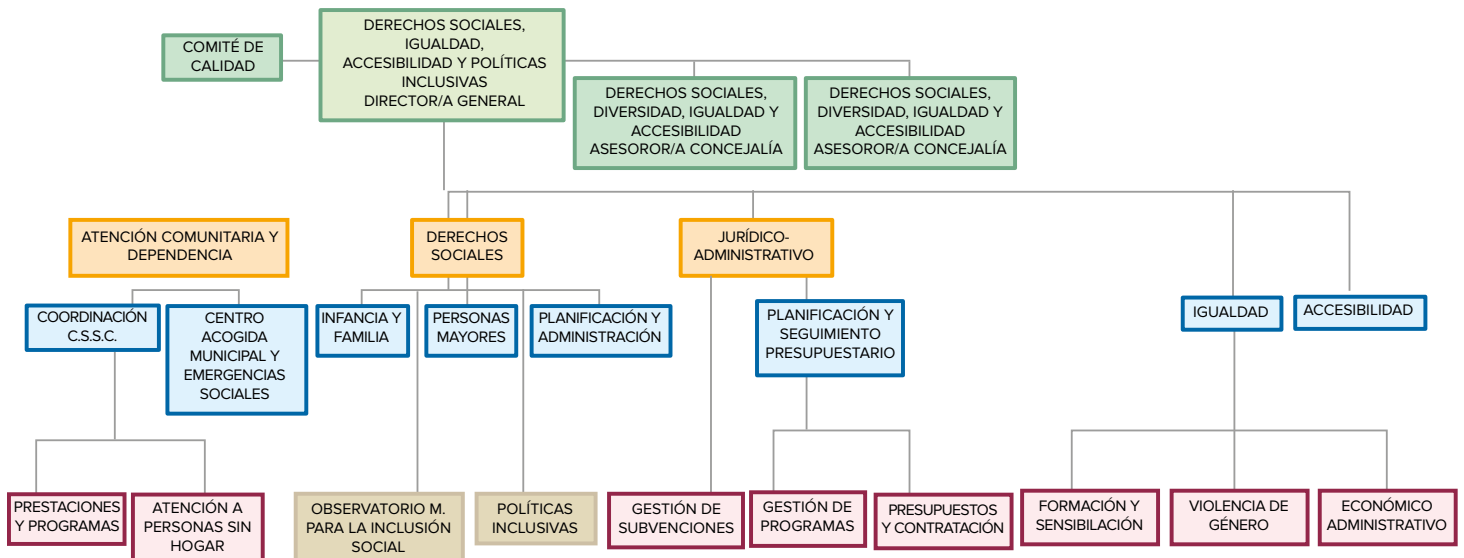 COMITÉ DE
CALIDAD
DERECHOS SOCIALES,
IGUALDAD,
ACCESIBILIDAD Y POLÍTICAS
INCLUSIVAS
DIRECTOR/A GENERAL
DERECHOS SOCIALES,
DIVERSIDAD, IGUALDAD Y
ACCESIBILIDAD
ASESOROR/A CONCEJALÍA
DERECHOS SOCIALES,
DIVERSIDAD, IGUALDAD Y
ACCESIBILIDAD
ASESOROR/A CONCEJALÍA
ATENCIÓN COMUNITARIA Y
DEPENDENCIA
DERECHOS
SOCIALES
JURÍDICO-
ADMINISTRATIVO
COORDINACIÓN
C.S.S.C.
CENTRO
ACOGIDA
MUNICIPAL Y
EMERGENCIAS
SOCIALES
INFANCIA Y
FAMILIA
PERSONAS
MAYORES
PLANIFICACIÓN Y
ADMINISTRACIÓN
PLANIFICACIÓN Y
SEGUIMIENTO
PRESUPUESTARIO
IGUALDAD
ACCESIBILIDAD
PRESTACIONES
Y PROGRAMAS
ATENCIÓN A
PERSONAS SIN
HOGAR
OBSERVATORIO M.
PARA LA INCLUSIÓN
SOCIAL
POLÍTICAS
INCLUSIVAS
GESTIÓN DE
SUBVENCIONES
GESTIÓN DE
PROGRAMAS
PRESUPUESTOS
Y CONTRATACIÓN
FORMACIÓN Y
SENSIBILACIÓN
VIOLENCIA DE
GÉNERO
ECONÓMICO
ADMINISTRATIVO